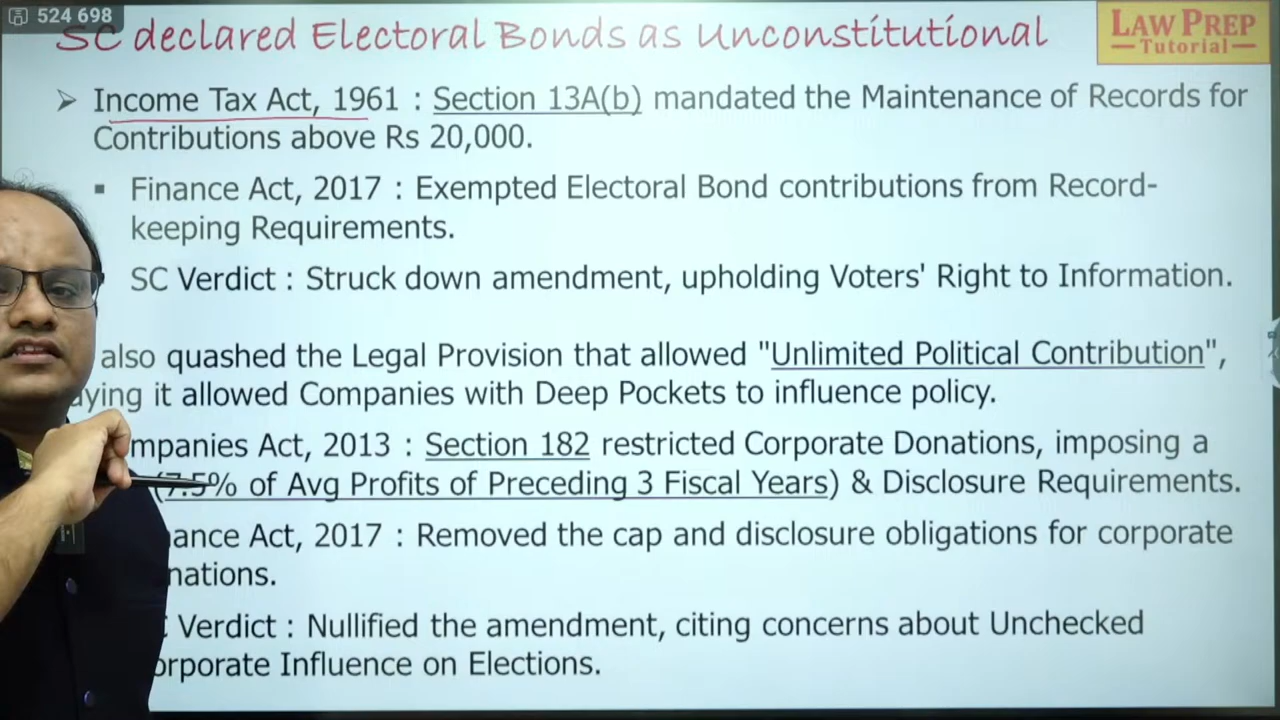 524 698
SC declared Electoral Bonds as Unconstitutional
LAW PREP
Tutorial
➤ Income Tax Act, 1961 : Section 13A(b) mandated the Maintenance of Records for
Contributions above Rs 20,000.
▪ Finance Act, 2017 : Exempted Electoral Bond contributions from Record-
keeping Requirements.
SC Verdict : Struck down amendment, upholding Voters' Right to Information.
also quashed the Legal Provision that allowed "Unlimited Political Contribution",
aying it allowed Companies with Deep Pockets to influence policy.
mpanies Act, 2013 : Section 182 restricted Corporate Donations, imposing a
(7.5% of Avg Profits of Preceding 3 Fiscal Years) & Disclosure Requirements.
ance Act, 2017 : Removed the cap and disclosure obligations for corporate
nations.
Verdict : Nullified the amendment, citing concerns about Unchecked
orporate Influence on Elections.